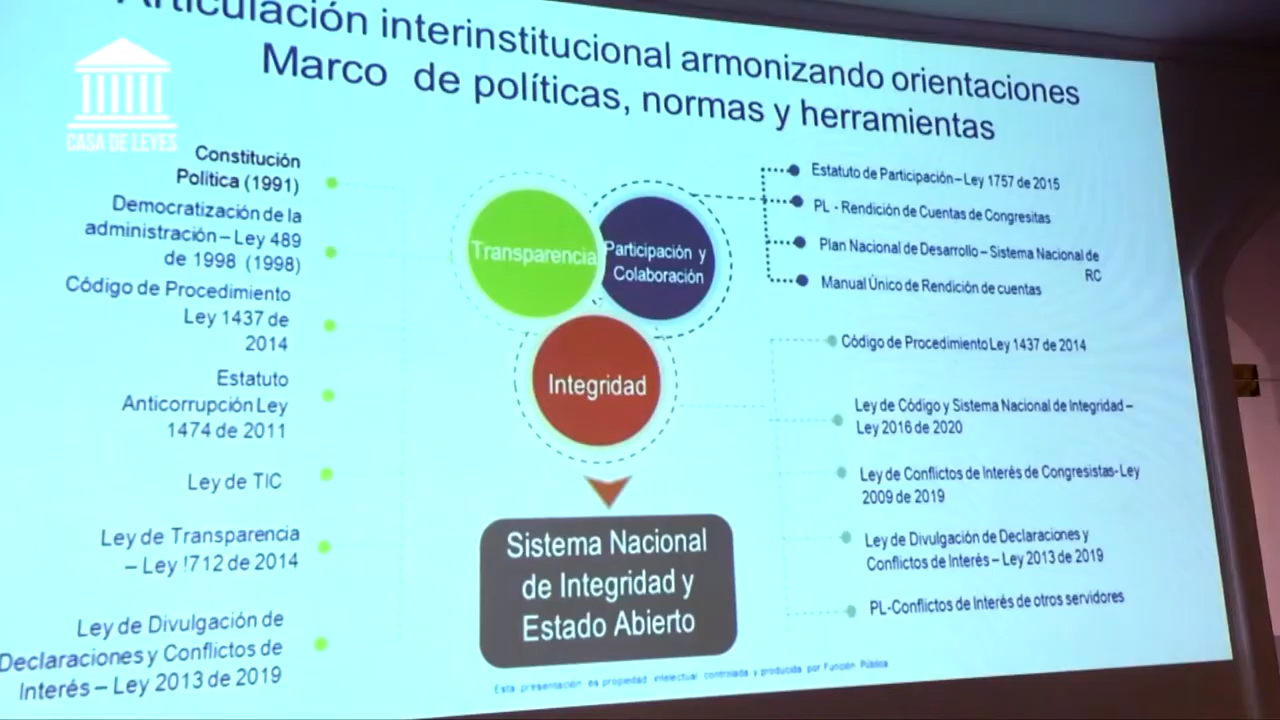 Articulación interinstitucional armonizando orientaciones
Marco de políticas, normas y herramientas
CASA DE LEYES
Constitución
Política (1991)
Democratización de la
administración – Ley 489
de 1998 (1998)
Código de Procedimiento
Ley 1437 de
2014
Estatuto
Anticorrupción Ley
1474 de 2011
Ley de TIC
Ley de Transparencia
– Ley !712 de 2014
Ley de Divulgación de
Declaraciones y Conflictos de
Interés – Ley 2013 de 2019
Transparencia
Participación y
Colaboración
Integridad
Sistema Nacional
de Integridad y
Estado Abierto
Estatuto de Participación – Ley 1757 de 2015
PL - Rendición de Cuentas de Congresitas
Plan Nacional de Desarrollo – Sistema Nacional de
RC
Manual Único de Rendición de cuentas
Código de Procedimiento Ley 1437 de 2014
Ley de Código y Sistema Nacional de Integridad –
Ley 2016 de 2020
Ley de Conflictos de Interés de Congresistas- Ley
2009 de 2019
Ley de Divulgación de Declaraciones y
Conflictos de Interés – Ley 2013 de 2019
PL-Conflictos de Interés de otros servidores
Esta presentación es propiedad intelectual controlada y producida por Función Pública